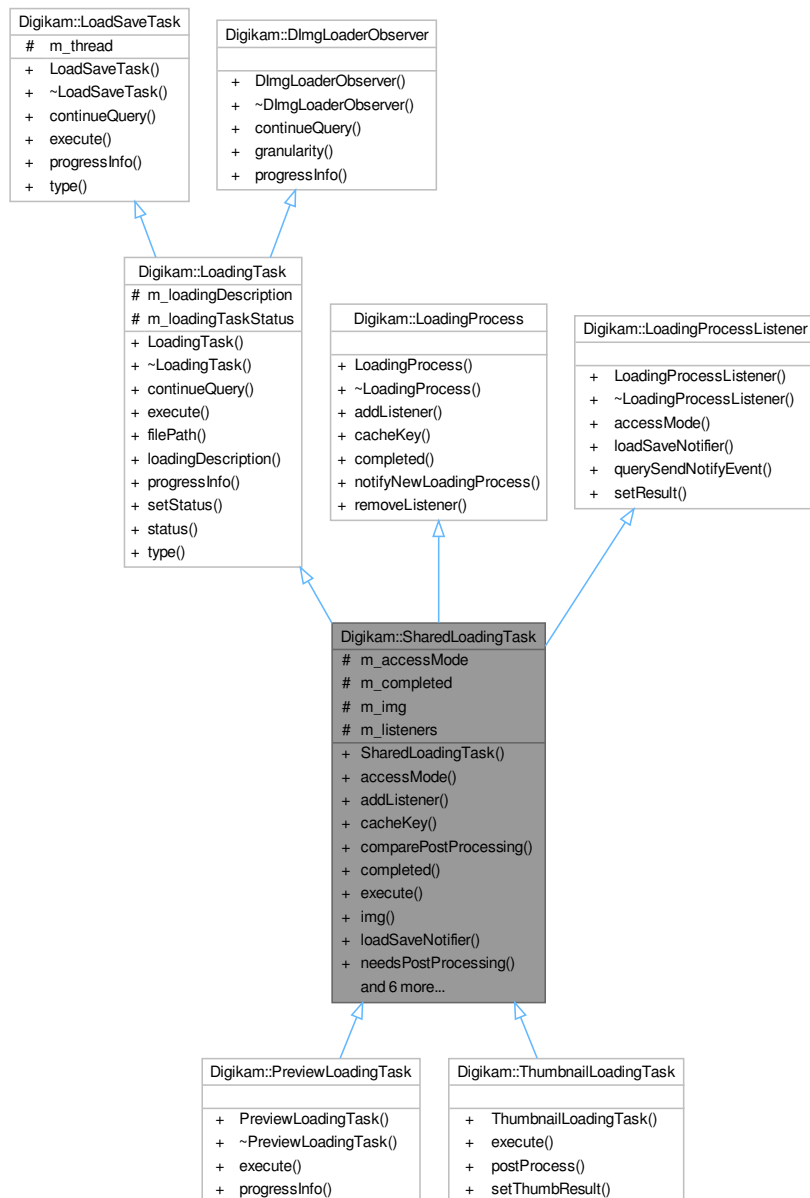 Digikam::LoadSaveTask
# m_thread
+ LoadSaveTask()
+ ~LoadSaveTask()
+ continueQuery()
+ execute()
+ progressInfo()
+ type()
Digikam::DImgLoaderObserver
+ DImgLoaderObserver()
+ ~DImgLoaderObserver()
+ continueQuery()
+ granularity()
+ progressInfo()
Digikam::LoadingTask
# m_loadingDescription
# m_loadingTaskStatus
+ LoadingTask()
+ ~LoadingTask()
+ continueQuery()
+ execute()
+ filePath()
+ loadingDescription()
+ progressInfo()
+ setStatus()
+ status()
+ type()
Digikam::LoadingProcess
+ LoadingProcess()
+ ~LoadingProcess()
+ addListener()
+ cacheKey()
+ completed()
+ notifyNewLoadingProcess()
+ removeListener()
Digikam::LoadingProcessListener
+ LoadingProcessListener()
+ ~LoadingProcessListener()
+ accessMode()
+ loadSaveNotifier()
+ querySendNotifyEvent()
+ setResult()
Digikam::SharedLoadingTask
# m_accessMode
# m_completed
# m_img
# m_listeners
+ SharedLoadingTask()
+ accessMode()
+ addListener()
+ cacheKey()
+ comparePostProcessing()
+ completed()
+ execute()
+ img()
+ loadSaveNotifier()
+ needsPostProcessing()
and 6 more...
Digikam::PreviewLoadingTask
+ PreviewLoadingTask()
+ ~PreviewLoadingTask()
+ execute()
+ progressInfo()
Digikam::ThumbnailLoadingTask
+ ThumbnailLoadingTask()
+ execute()
+ postProcess()
+ setThumbResult()